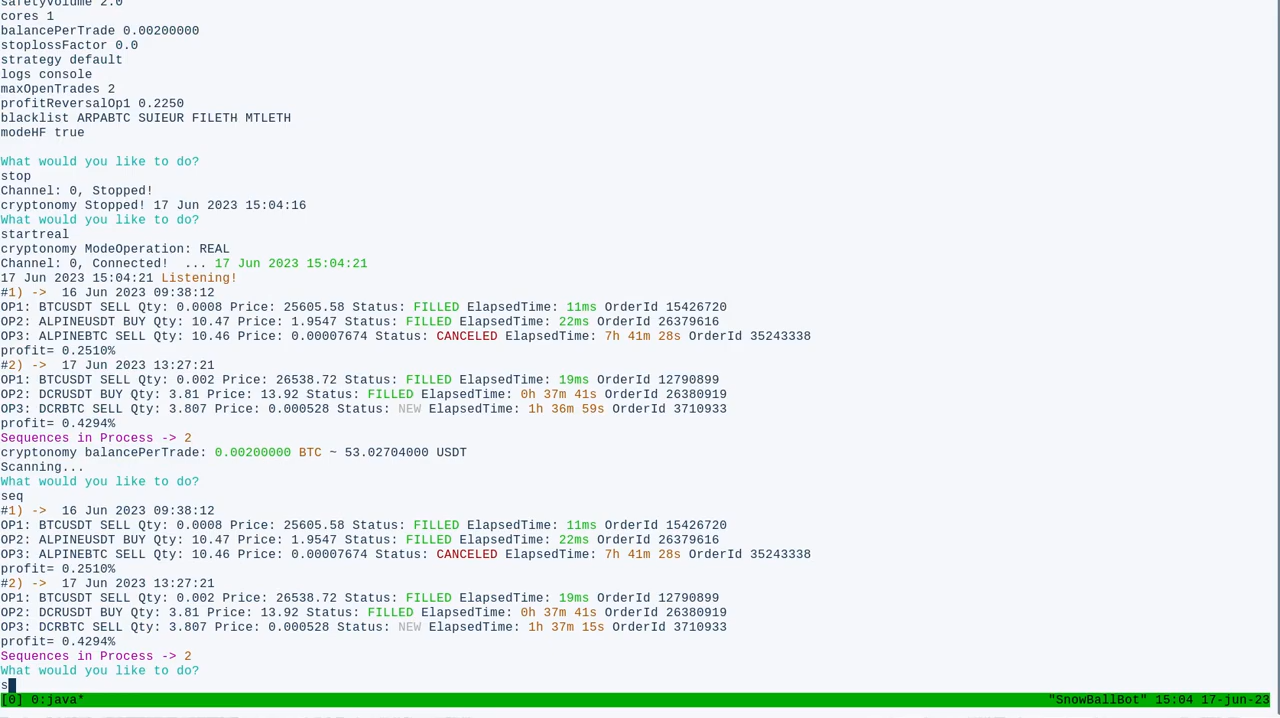 safetyVolume 2.0
cores 1
balancePerTrade 0.00200000
stoplossFactor 0.0
strategy default
logs console
maxOpenTrades 2
profitReversalOp1 0.2250
blacklist ARPABTC SUIEUR FILETH MTLETH
modeHF true
What would you like to do?
stop
Channel: 0, Stopped!
cryptonomy Stopped! 17 Jun 2023 15:04:16
What would you like to do?
startreal
cryptonomy ModeOperation: REAL
Channel: 0, Connected!  ... 17 Jun 2023 15:04:21
17 Jun 2023 15:04:21 Listening!
#1) ->  16 Jun 2023 09:38:12
OP1: BTCUSDT SELL Qty: 0.0008 Price: 25605.58 Status: FILLED ElapsedTime: 11ms OrderId 15426720
OP2: ALPINEUSDT BUY Qty: 10.47 Price: 1.9547 Status: FILLED ElapsedTime: 22ms OrderId 26379616
OP3: ALPINEBTC SELL Qty: 10.46 Price: 0.00007674 Status: CANCELED ElapsedTime: 7h 41m 28s OrderId 35243338
profit= 0.2510%
#2) ->  17 Jun 2023 13:27:21
OP1: BTCUSDT SELL Qty: 0.002 Price: 26538.72 Status: FILLED ElapsedTime: 19ms OrderId 12790899
OP2: DCRUSDT BUY Qty: 3.81 Price: 13.92 Status: FILLED ElapsedTime: 0h 37m 41s OrderId 26380919
OP3: DCRBTC SELL Qty: 3.807 Price: 0.000528 Status: NEW ElapsedTime: 1h 36m 59s OrderId 3710933
profit= 0.4294%
Sequences in Process -> 2
cryptonomy balancePerTrade: 0.00200000 BTC ~ 53.02704000 USDT
Scanning...
What would you like to do?
seq
#1) ->  16 Jun 2023 09:38:12
OP1: BTCUSDT SELL Qty: 0.0008 Price: 25605.58 Status: FILLED ElapsedTime: 11ms OrderId 15426720
OP2: ALPINEUSDT BUY Qty: 10.47 Price: 1.9547 Status: FILLED ElapsedTime: 22ms OrderId 26379616
OP3: ALPINEBTC SELL Qty: 10.46 Price: 0.00007674 Status: CANCELED ElapsedTime: 7h 41m 28s OrderId 35243338
profit= 0.2510%
#2) ->  17 Jun 2023 13:27:21
OP1: BTCUSDT SELL Qty: 0.002 Price: 26538.72 Status: FILLED ElapsedTime: 19ms OrderId 12790899
OP2: DCRUSDT BUY Qty: 3.81 Price: 13.92 Status: FILLED ElapsedTime: 0h 37m 41s OrderId 26380919
OP3: DCRBTC SELL Qty: 3.807 Price: 0.000528 Status: NEW ElapsedTime: 1h 37m 15s OrderId 3710933
profit= 0.4294%
Sequences in Process -> 2
What would you like to do?
s
[0] 0:java* "SnowBallBot" 15:04 17-jun-23